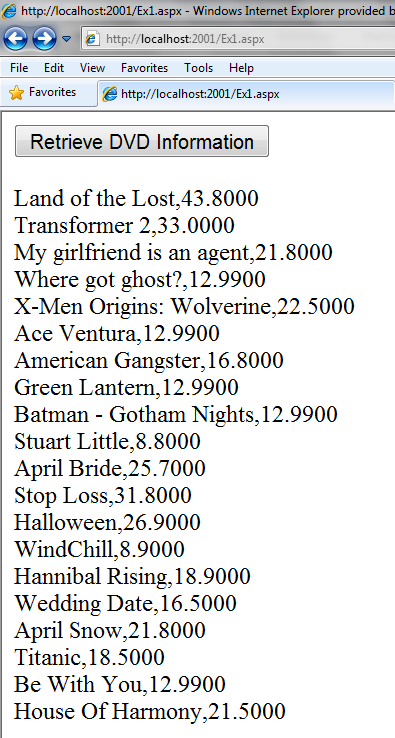 http://localhost:2001/Ex1.aspx - Windows Internet Explorer provided b
http://localhost:2001/Ex1.aspx
File Edit View Favorites Tools Help
Favorites http://localhost:2001/Ex1.aspx
Retrieve DVD Information
Land of the Lost,43.8000
Transformer 2,33.0000
My girlfriend is an agent,21.8000
Where got ghost?,12.9900
X-Men Origins: Wolverine,22.5000
Ace Ventura,12.9900
American Gangster,16.8000
Green Lantern,12.9900
Batman - Gotham Nights,12.9900
Stuart Little,8.8000
April Bride,25.7000
Stop Loss,31.8000
Halloween,26.9000
WindChill,8.9000
Hannibal Rising,18.9000
Wedding Date,16.5000
April Snow,21.8000
Titanic,18.5000
Be With You,12.9900
House Of Harmony,21.5000